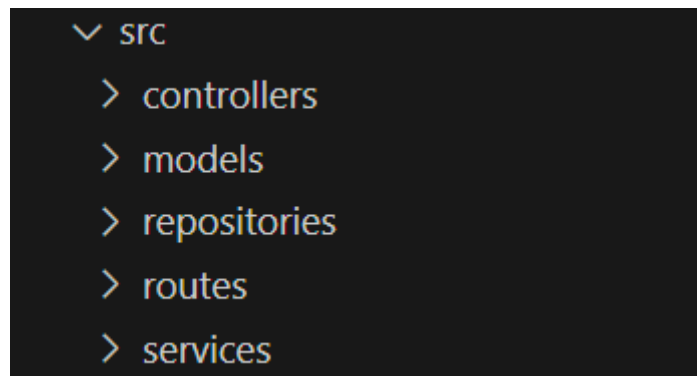 src
controllers
models
repositories
routes
services